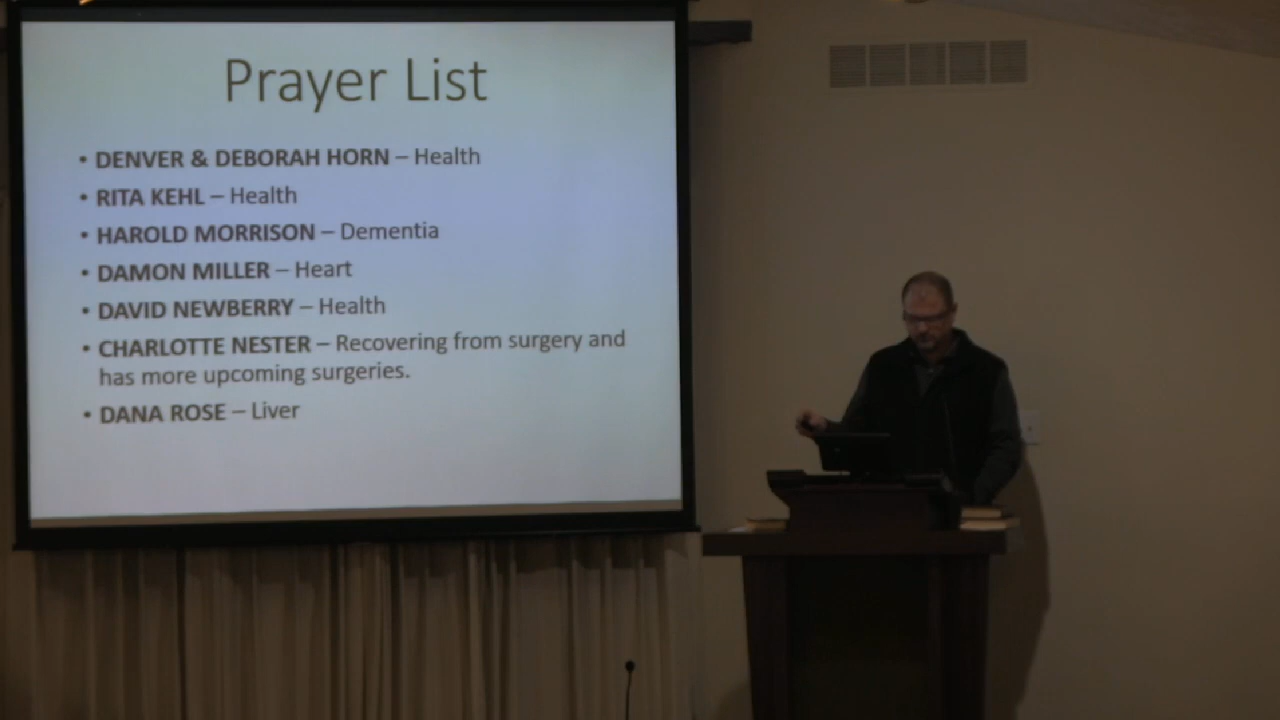 Prayer List
• DENVER & DEBORAH HORN – Health
• RITA KEHL – Health
• HAROLD MORRISON – Dementia
• DAMON MILLER – Heart
• DAVID NEWBERRY – Health
• CHARLOTTE NESTER – Recovering from surgery and
has more upcoming surgeries.
• DANA ROSE – Liver